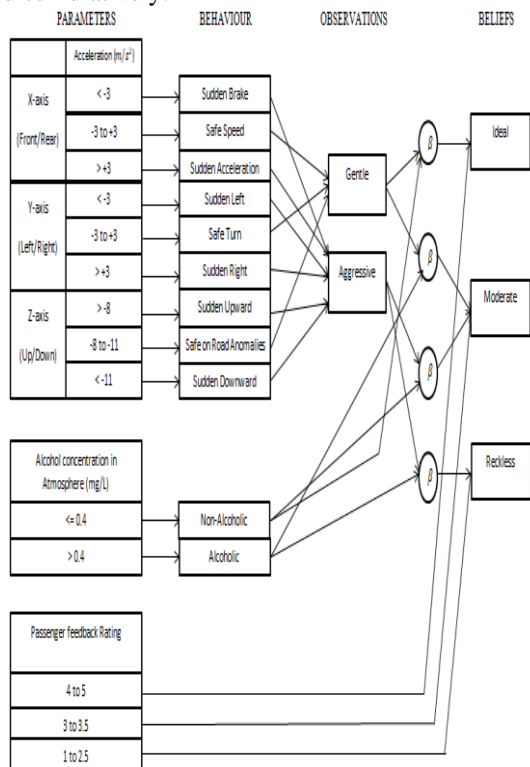 PARAMETERS BEHAVIOUR OBSERVATIONS BELIEFS
Acceleration (m/s²)
X-axis
(Front/Rear)
< -3
-3 to +3
> +3
Y-axis
(Left/Right)
< -3
-3 to +3
> +3
Z-axis
(Up/Down)
> -8
-8 to -11
< -11
Sudden Brake
Safe Speed
Sudden Acceleration
Sudden Left
Safe Turn
Sudden Right
Sudden Upward
Safe on Road Anomalies
Sudden Downward
Gentle
Aggressive
β
β
β
β
Ideal
Moderate
Reckless
Alcohol concentration in
Atmosphere (mg/L)
<= 0.4
> 0.4
Non-Alcoholic
Alcoholic
Passenger feedback Rating
4 to 5
3 to 3.5
1 to 2.5